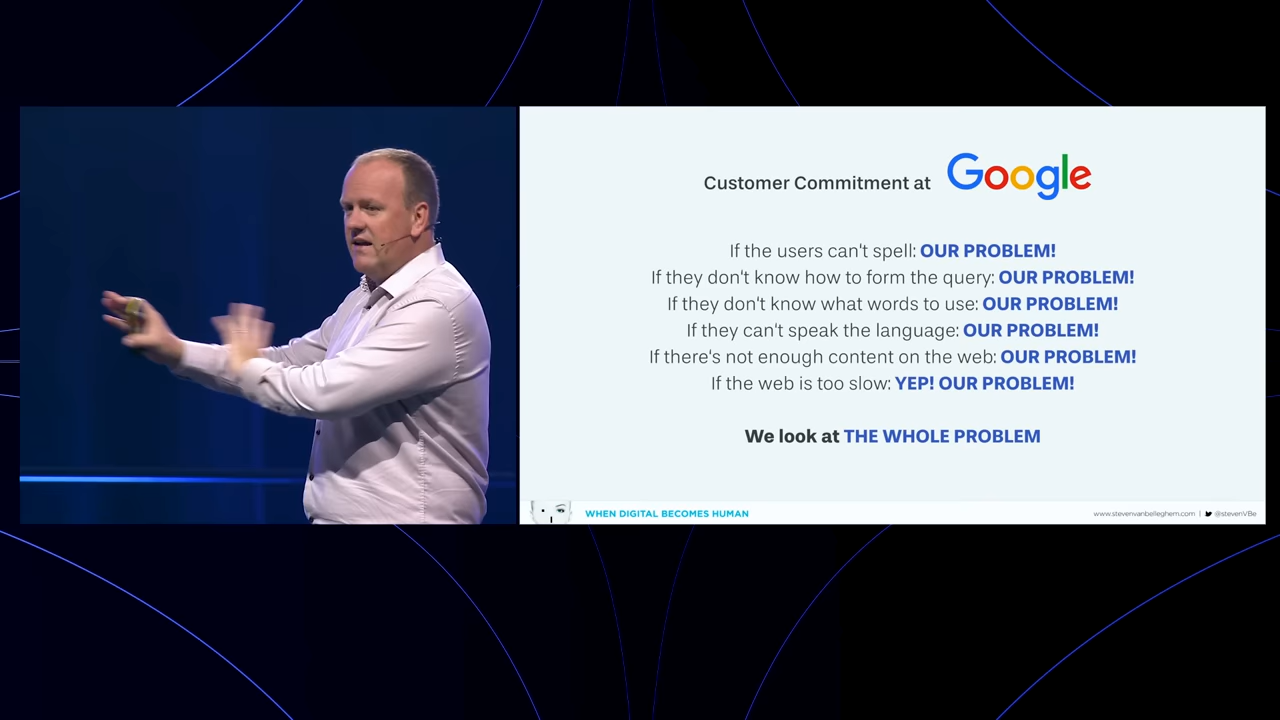 Customer Commitment at Google
If the users can't spell: OUR PROBLEM!
If they don't know how to form the query: OUR PROBLEM!
If they don't know what words to use: OUR PROBLEM!
If they can't speak the language: OUR PROBLEM!
If there's not enough content on the web: OUR PROBLEM!
If the web is too slow: YEP! OUR PROBLEM!
We look at THE WHOLE PROBLEM
WHEN DIGITAL BECOMES HUMAN
www.stevenvanbelleghem.com | @stevenVBe